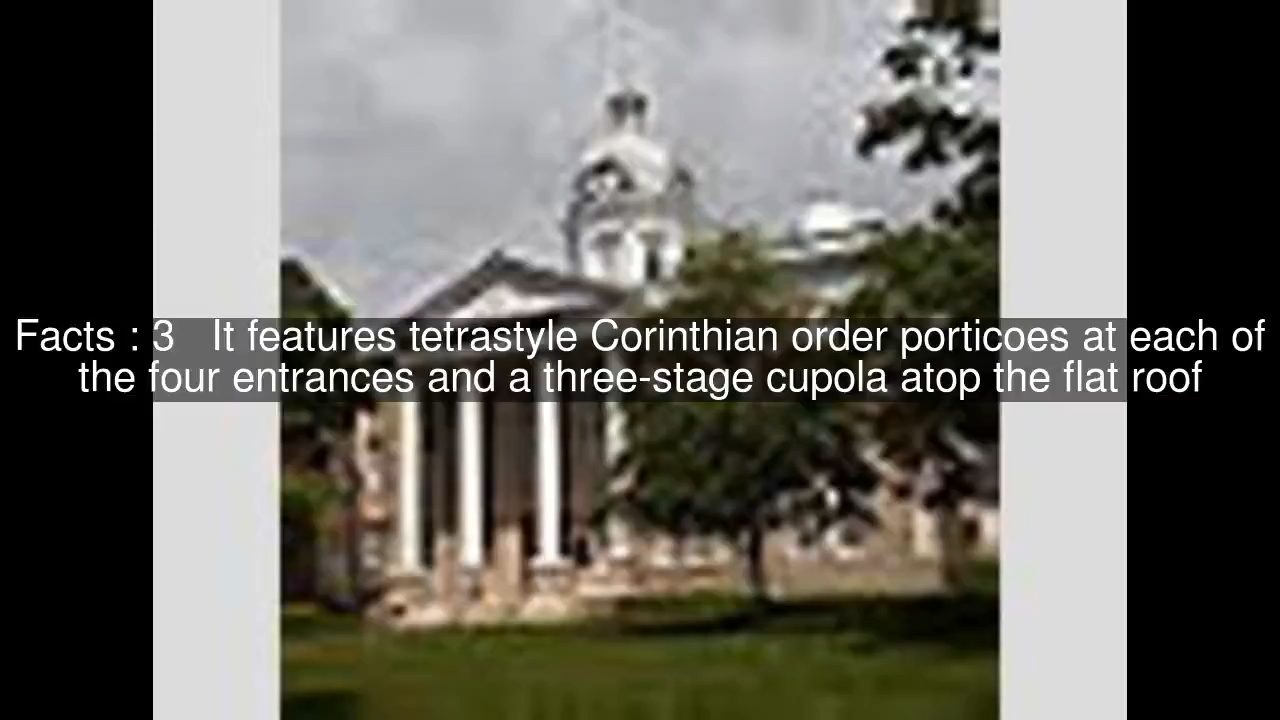 Facts : 3   It features tetrastyle Corinthian order porticoes at each of
the four entrances and a three-stage cupola atop the flat roof